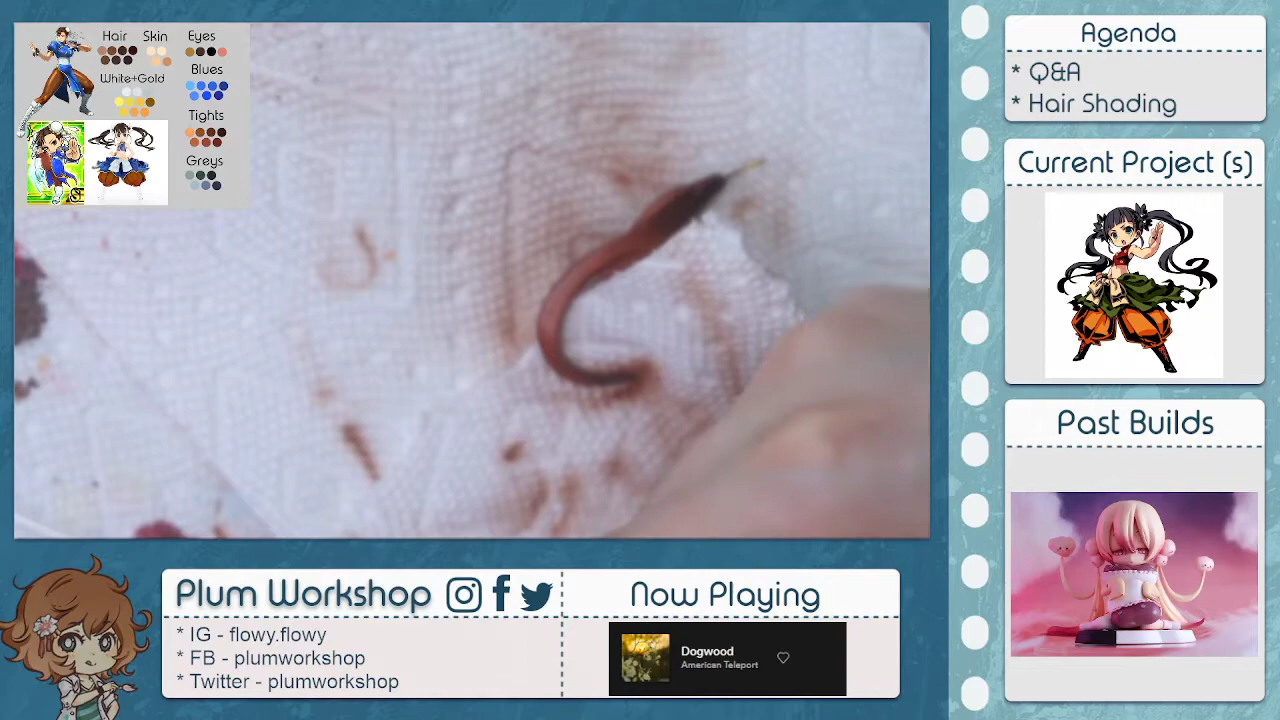 Hair
Skin
Eyes
White+Gold
Blues
Tights
Greys
Agenda
* Q&A
* Hair Shading
Current Project (s)
Past Builds
Plum Workshop
* IG - flowy.flowy
* FB - plumworkshop
* Twitter - plumworkshop
Now Playing
Dogwood
American Teleport